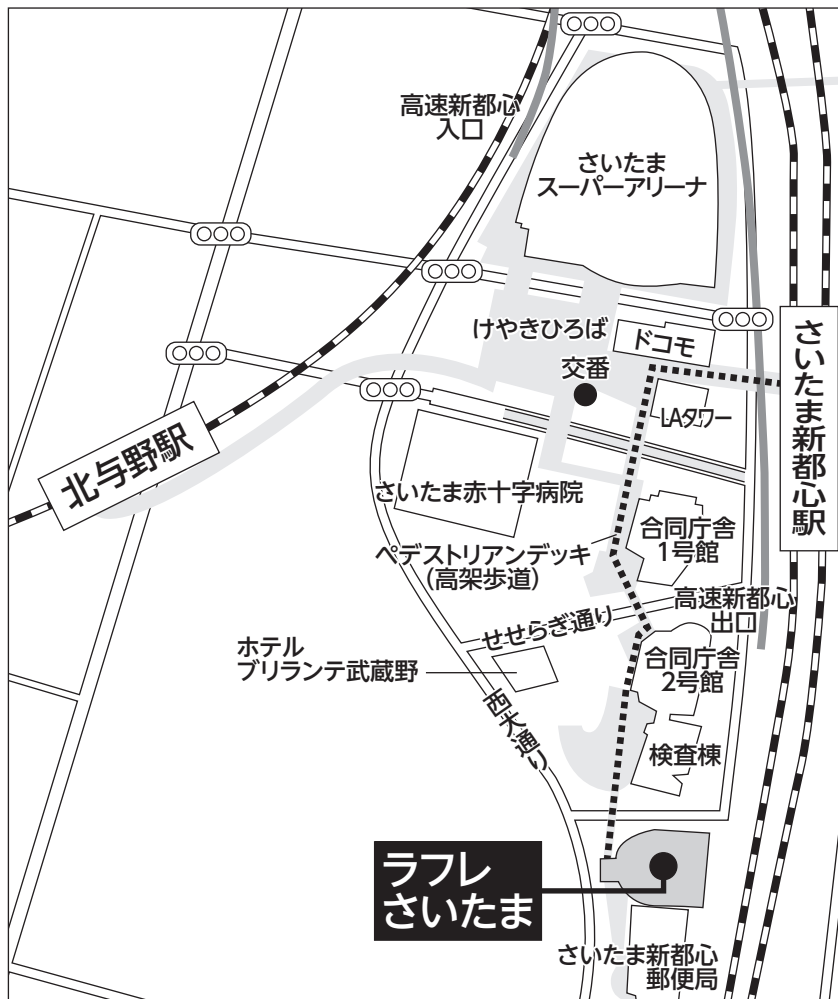 高速新都心
入口
さいたま
スーパーアリーナ
けやきひろば
ドコモ
交番
LAタワー
さいたま新都心駅
北与野駅
さいたま赤十字病院
合同庁舎
1号館
ペデストリアンデッキ
(高架歩道)
高速新都心
出口
せせらぎ通り
ホテル
ブリランテ武蔵野
合同庁舎
2号館
西大通り
検査棟
ラフレ
さいたま
さいたま新都心
郵便局